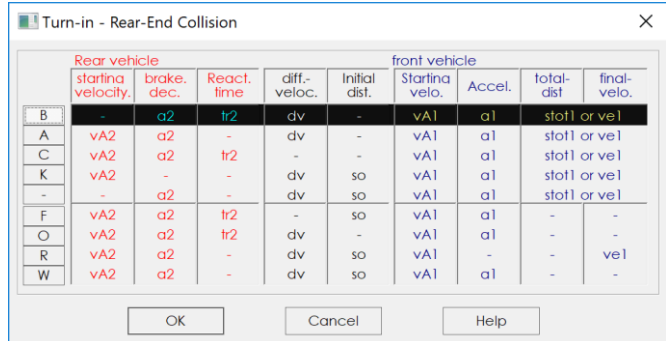 Turn-in - Rear-End Collision
Rear vehicle front vehicle
starting velocity. brake. dec. React. time diff.- veloc. Initial dist. Starting velo. Accel. total- dist final- velo.
B - a2 tr2 dv - vA1 a1 stot1 or ve1
A vA2 a2 - dv - vA1 a1 stot1 or ve1
C vA2 a2 tr2 - - vA1 a1 stot1 or ve1
K vA2 - - dv so vA1 a1 stot1 or ve1
- - a2 - dv so vA1 a1 stot1 or ve1
F vA2 a2 tr2 - so vA1 a1 - -
O vA2 a2 tr2 dv - vA1 a1 - -
R vA2 a2 - dv so vA1 - - ve1
W vA2 a2 - dv so vA1 a1 - -
OK Cancel Help